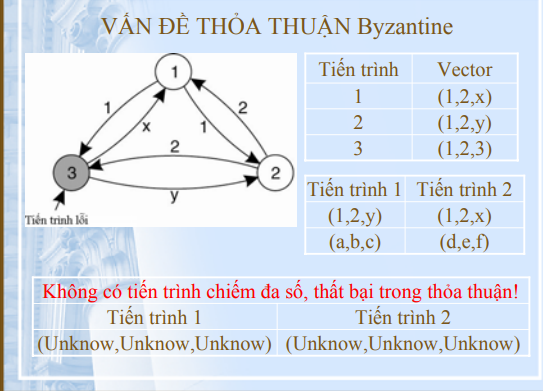 VẤN ĐỀ THỎA THUẬN Byzantine
1
1
x
1
2
2
3
2
y
Tiến trình lỗi
Tiến trình Vector
1 (1,2,x)
2 (1,2,y)
3 (1,2,3)
Tiến trình 1 Tiến trình 2
(1,2,y) (1,2,x)
(a,b,c) (d,e,f)
Không có tiến trình chiếm đa số, thất bại trong thỏa thuận!
Tiến trình 1 Tiến trình 2
(Unknow,Unknow,Unknow) (Unknow,Unknow,Unknow)